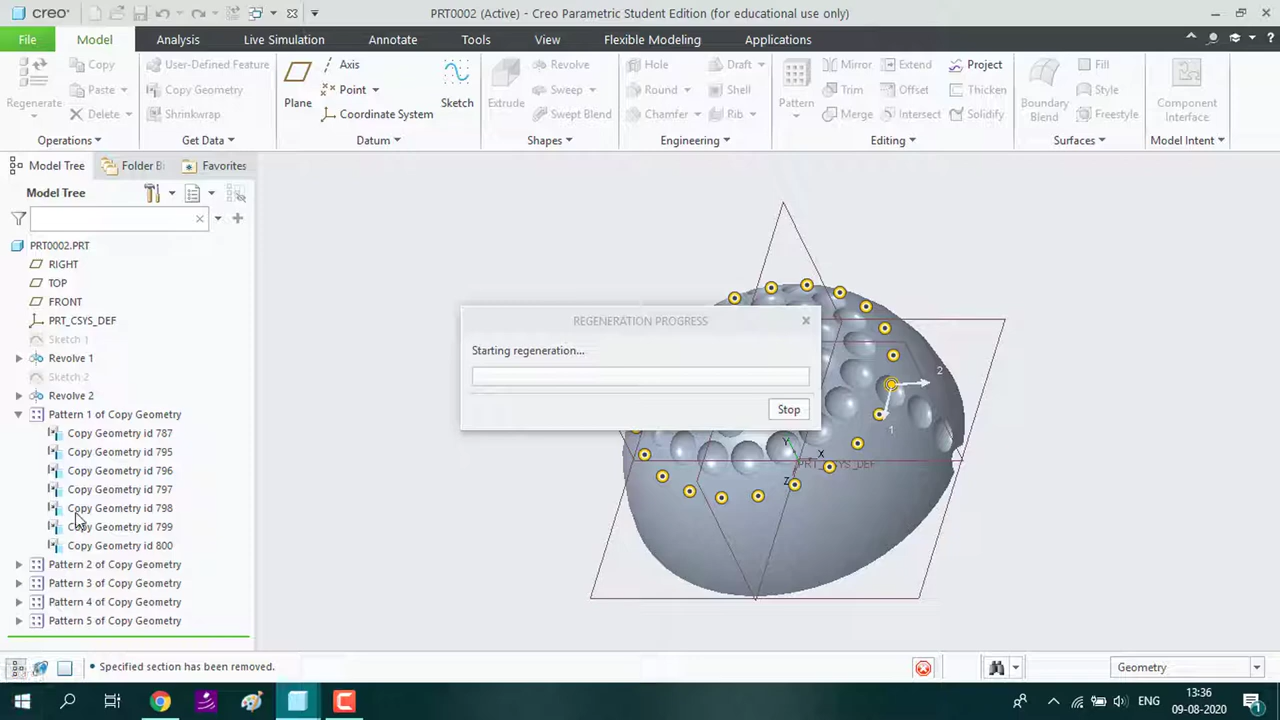 creo° PRT0002 (Active) - Creo Parametric Student Edition (for educational use only)
File Model Analysis Live Simulation Annotate Tools View Flexible Modeling Applications
Regenerate
Copy
Paste
Delete
Operations
User-Defined Feature
Copy Geometry
Shrinkwrap
Get Data
Plane
Axis
Point
Coordinate System
Sketch
Datum
Extrude
Revolve
Sweep
Swept Blend
Shapes
Hole
Round
Chamfer
Draft
Shell
Rib
Engineering
Pattern
Mirror
Trim
Merge
Extend
Offset
Intersect
Project
Thicken
Solidify
Editing
Boundary
Blend
Fill
Style
Freestyle
Surfaces
Component
Interface
Model Intent
Model Tree Folder B Favorites
Model Tree
PRT0002.PRT
RIGHT
TOP
FRONT
PRT_CSYS_DEF
Sketch 1
Revolve 1
Sketch 2
Revolve 2
Pattern 1 of Copy Geometry
Copy Geometry id 787
Copy Geometry id 795
Copy Geometry id 796
Copy Geometry id 797
Copy Geometry id 798
Copy Geometry id 799
Copy Geometry id 800
Pattern 2 of Copy Geometry
Pattern 3 of Copy Geometry
Pattern 4 of Copy Geometry
Pattern 5 of Copy Geometry
REGENERATION PROGRESS
Starting regeneration...
Stop
2
1
Y
X
PRT_CSYS_DEF
Z
• Specified section has been removed.
Geometry
ENG
13:36
09-08-2020
1